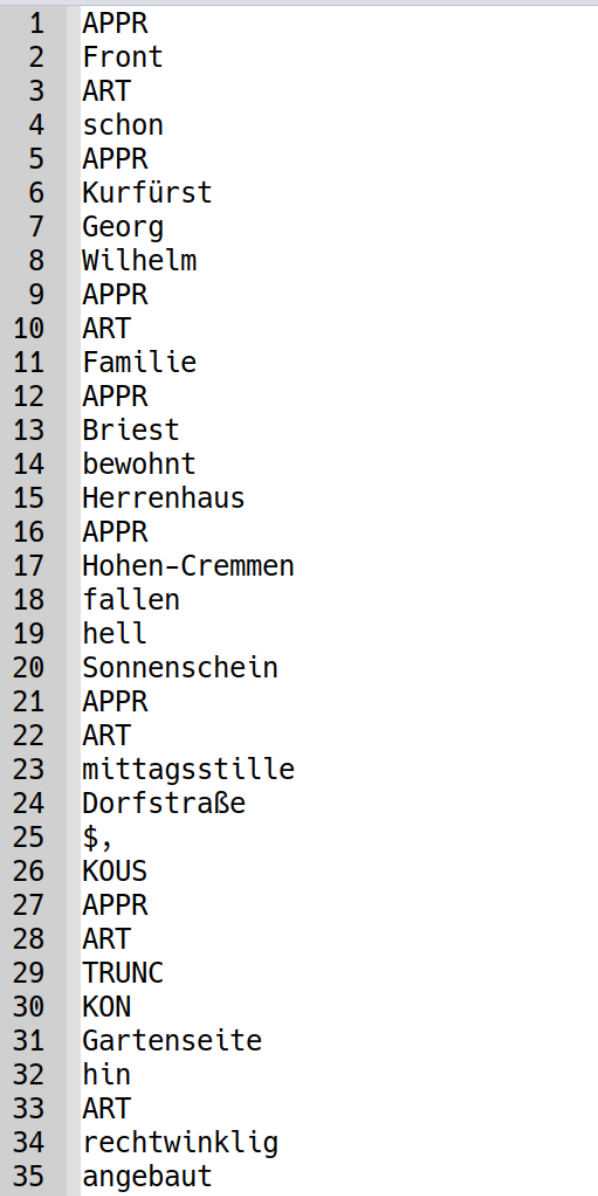 1 APPR
2 Front
3 ART
4 schon
5 APPR
6 Kurfürst
7 Georg
8 Wilhelm
9 APPR
10 ART
11 Familie
12 APPR
13 Briest
14 bewohnt
15 Herrenhaus
16 APPR
17 Hohen-Cremmen
18 fallen
19 hell
20 Sonnenschein
21 APPR
22 ART
23 mittagsstille
24 Dorfstraße
25 $,
26 KOUS
27 APPR
28 ART
29 TRUNC
30 KON
31 Gartenseite
32 hin
33 ART
34 rechtwinklig
35 angebaut